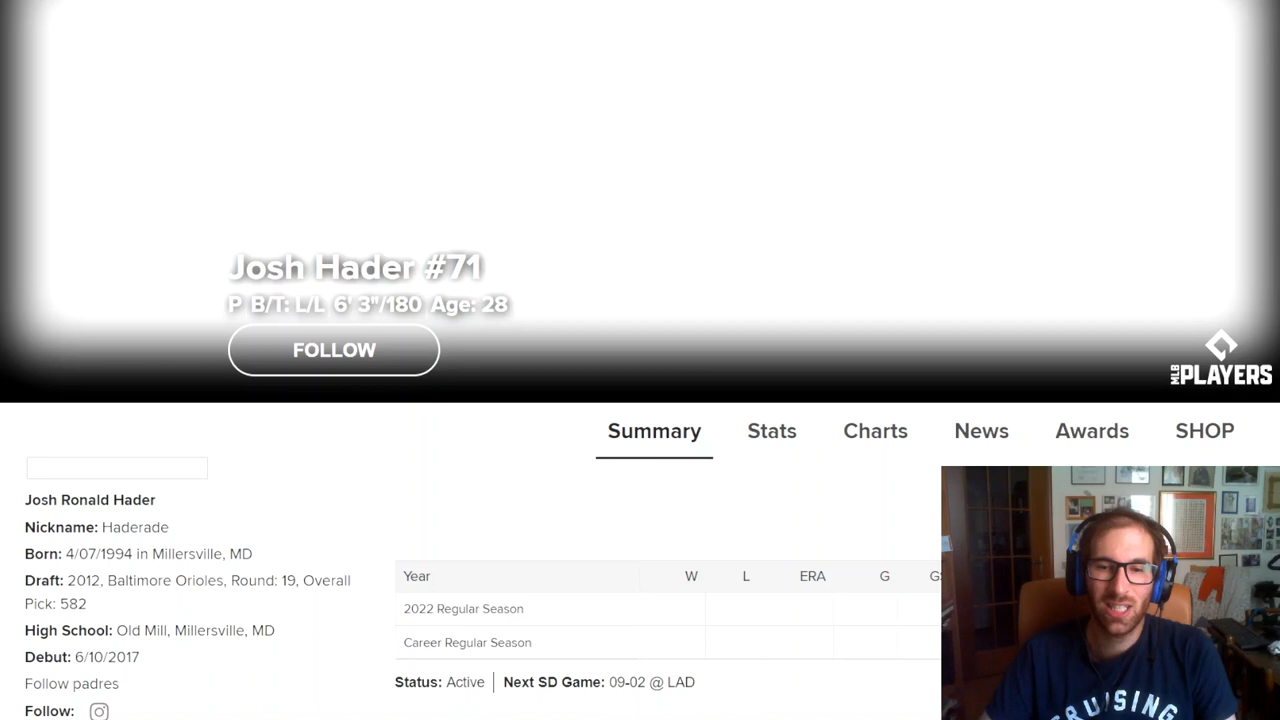 Josh Hader #71
P B/T: L/L 6' 3"/180 Age: 28
FOLLOW
MLB PLAYERS
Summary Stats Charts News Awards SHOP
Josh Ronald Hader
Nickname: Haderade
Born: 4/07/1994 in Millersville, MD
Draft: 2012, Baltimore Orioles, Round: 19, Overall
Pick: 582
High School: Old Mill, Millersville, MD
Debut: 6/10/2017
Follow padres
Follow:
Year W L ERA G
2022 Regular Season
Career Regular Season
Status: Active Next SD Game: 09-02 @ LAD
CRUISING